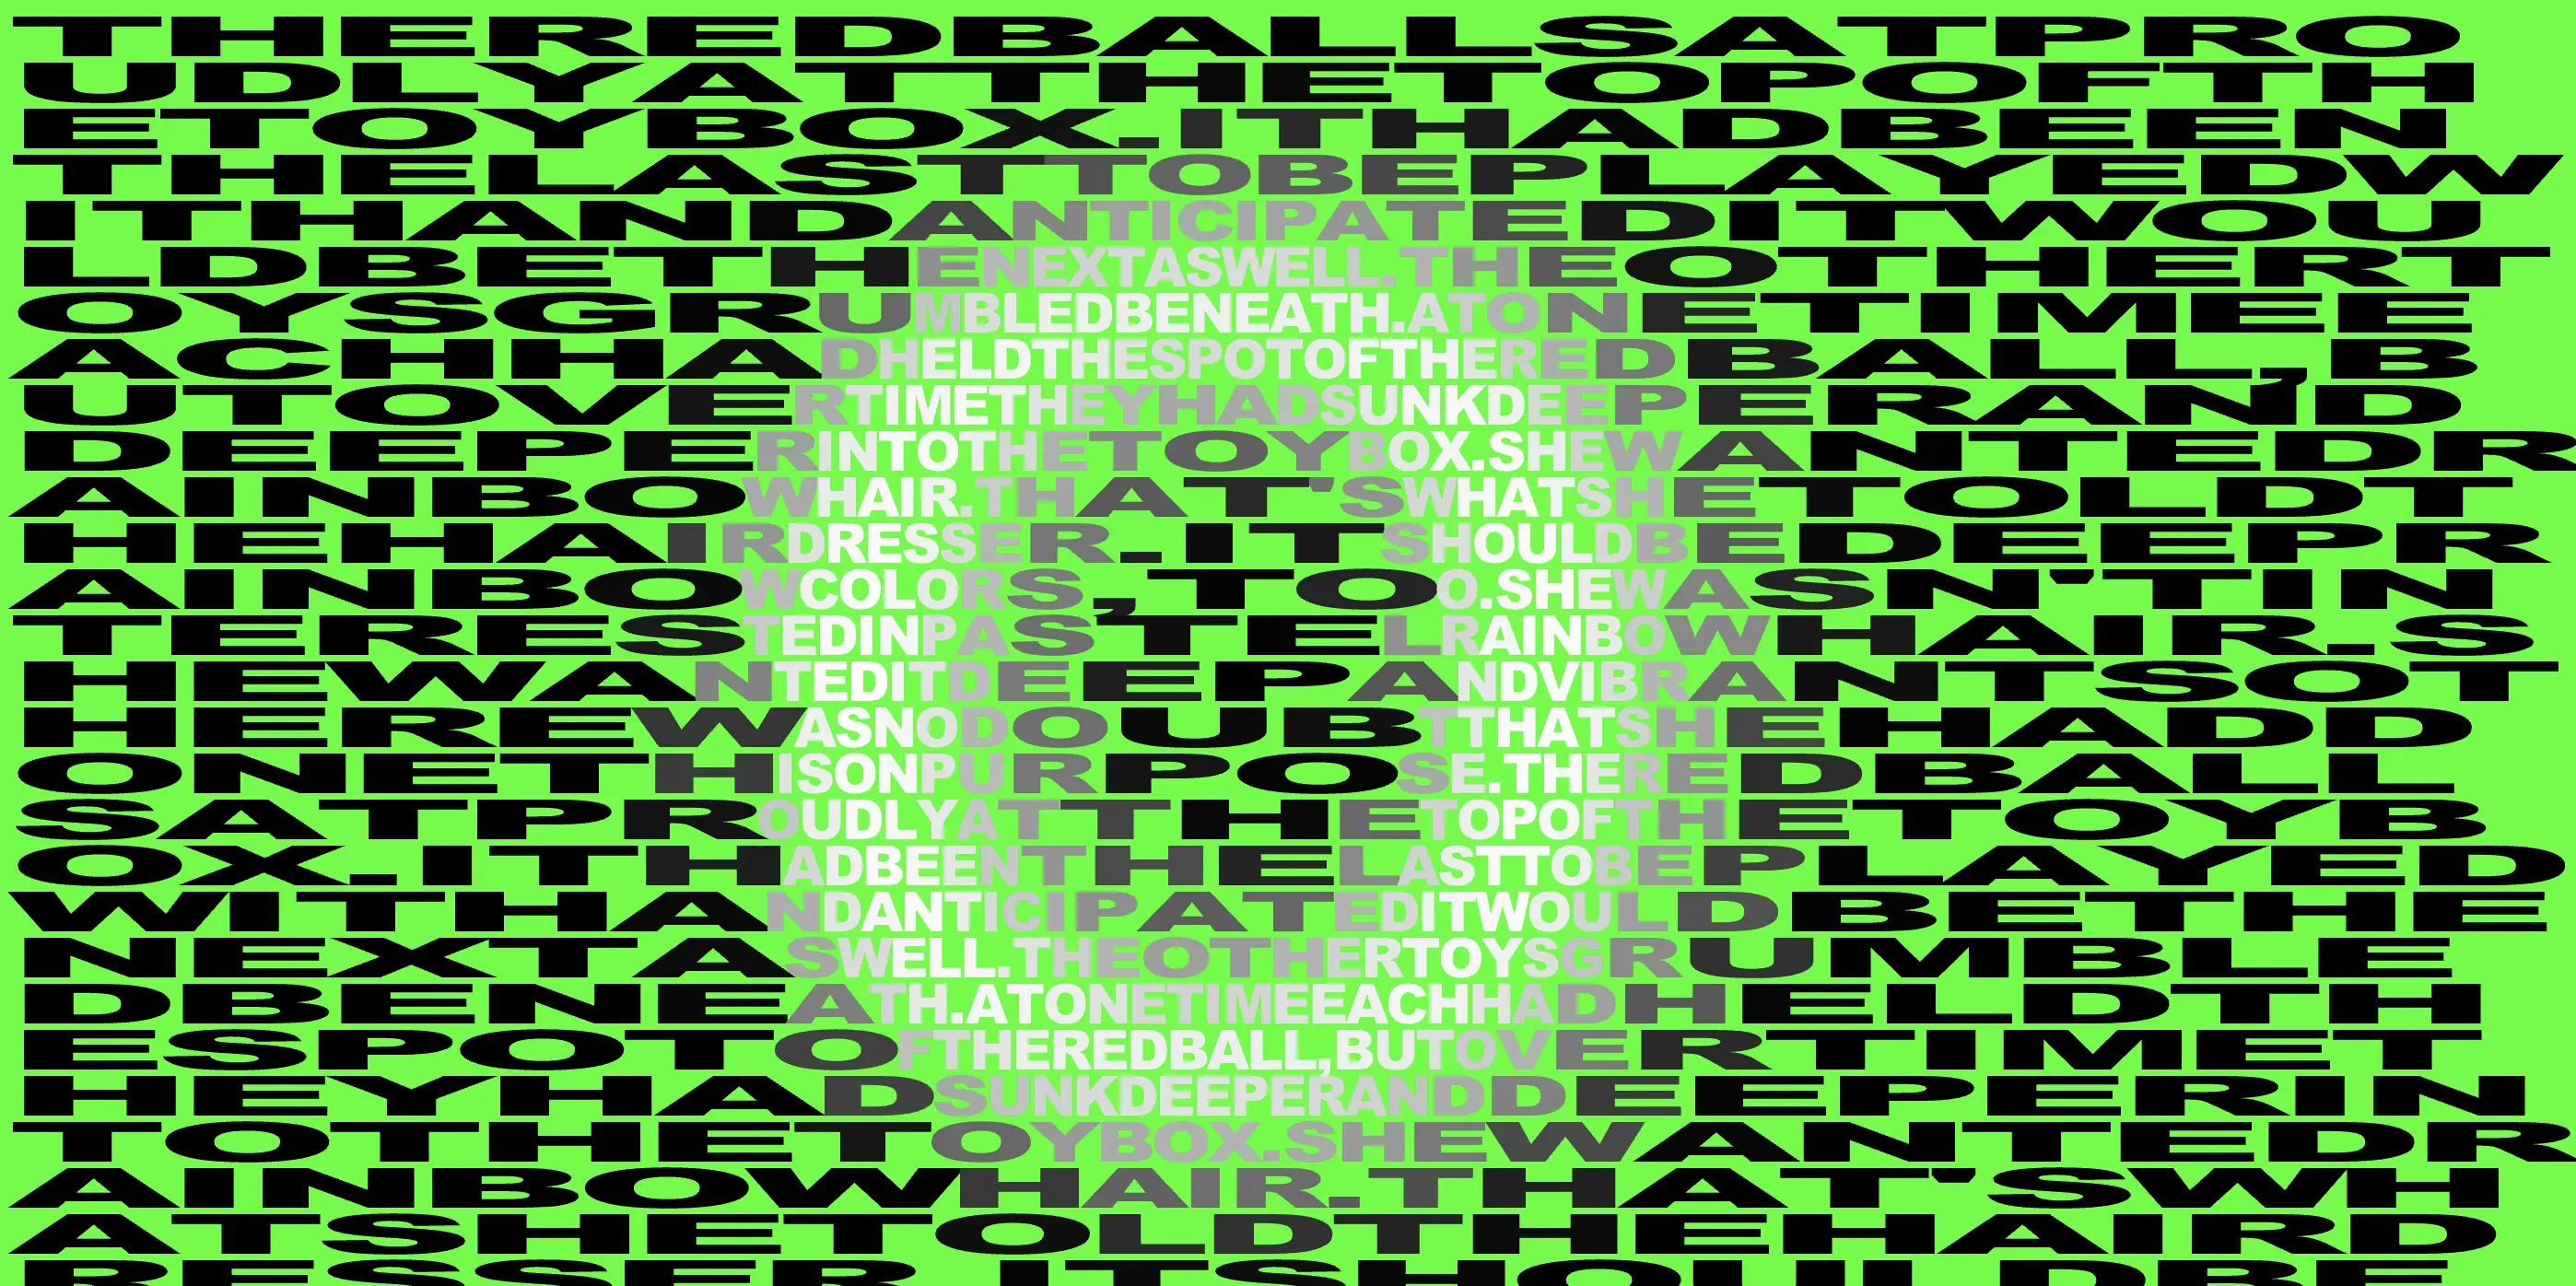 THEREDBALLSATPRO
UDLYATTHETOPOFTH
ETOYBOX.ITHADBEEN
THELASTTOBEPLAYEDW
ITHANDANTICIPATEDITWOU
LDBETHENEXTASWELL.THEOTHERT
OYSGRUMBLEDBENEATH.ATONETIMEE
ACHHADHELDTHESPOTOFTHEREDBALL,B
UTOVERTIMETHEYHADSUNKDEEPERAND
DEEPERINTOTHETOYBOX.SHEWANTEDR
AINBOWHAIR.THAT'SWHATSHETOLDT
HEHAIRDRESSER.ITSHOULDBEDEEPR
AINBOWCOLORS,TOO.SHEWASN'TIN
TERESTEDINPASTELRAINBOWHAIR.S
HEWANTEDITDEEPANDVIBRANTSOT
HEREWASNODOUBTTHATSHEHADD
ONETHISONPURPOSE.THEREDBALL
SATPROUDLYATTHETOPOFTHETOYB
OX.ITHADBEENTHELASTTOBEPLAYED
WITHANDANTICIPATEDITWOULDBETHE
NEXTASWELL.THEOTHERTOYSGRUMBLE
DBENEATH.ATONETIMEEACHHADHELDTH
ESPOTOFTHEREDBALL,BUTOVERTIMET
HEYHADSUNKDEEPERANDDEEPERIN
TOTHETOYBOX.SHEWANTEDR
AINBOWHAIR.THAT'SWH
ATSHETOLDTHEHAIRD
RESSER.ITSHOULDBE